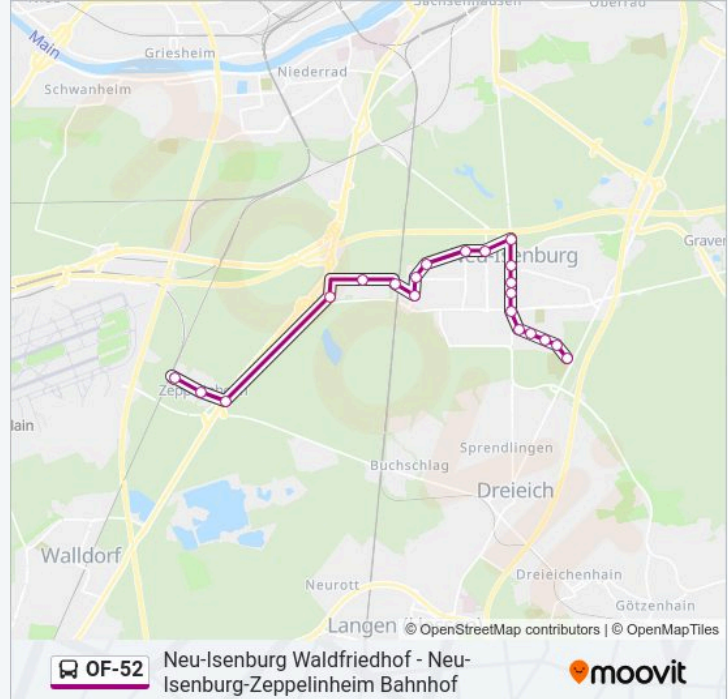 Sachsenhausen
Oberrad
Main
Griesheim
Niederrad
Schwanheim
Neu-Isenburg
Graven
Zeppelinheim
lain
Sprendlingen
Buchschlag
Dreieich
Walldorf
Dreieichenhain
Neurott
Götzenhain
Langen
© OpenStreetMap contributors | © OpenMapTiles
OF-52
Neu-Isenburg Waldfriedhof - Neu-
Isenburg-Zeppelinheim Bahnhof
moovit